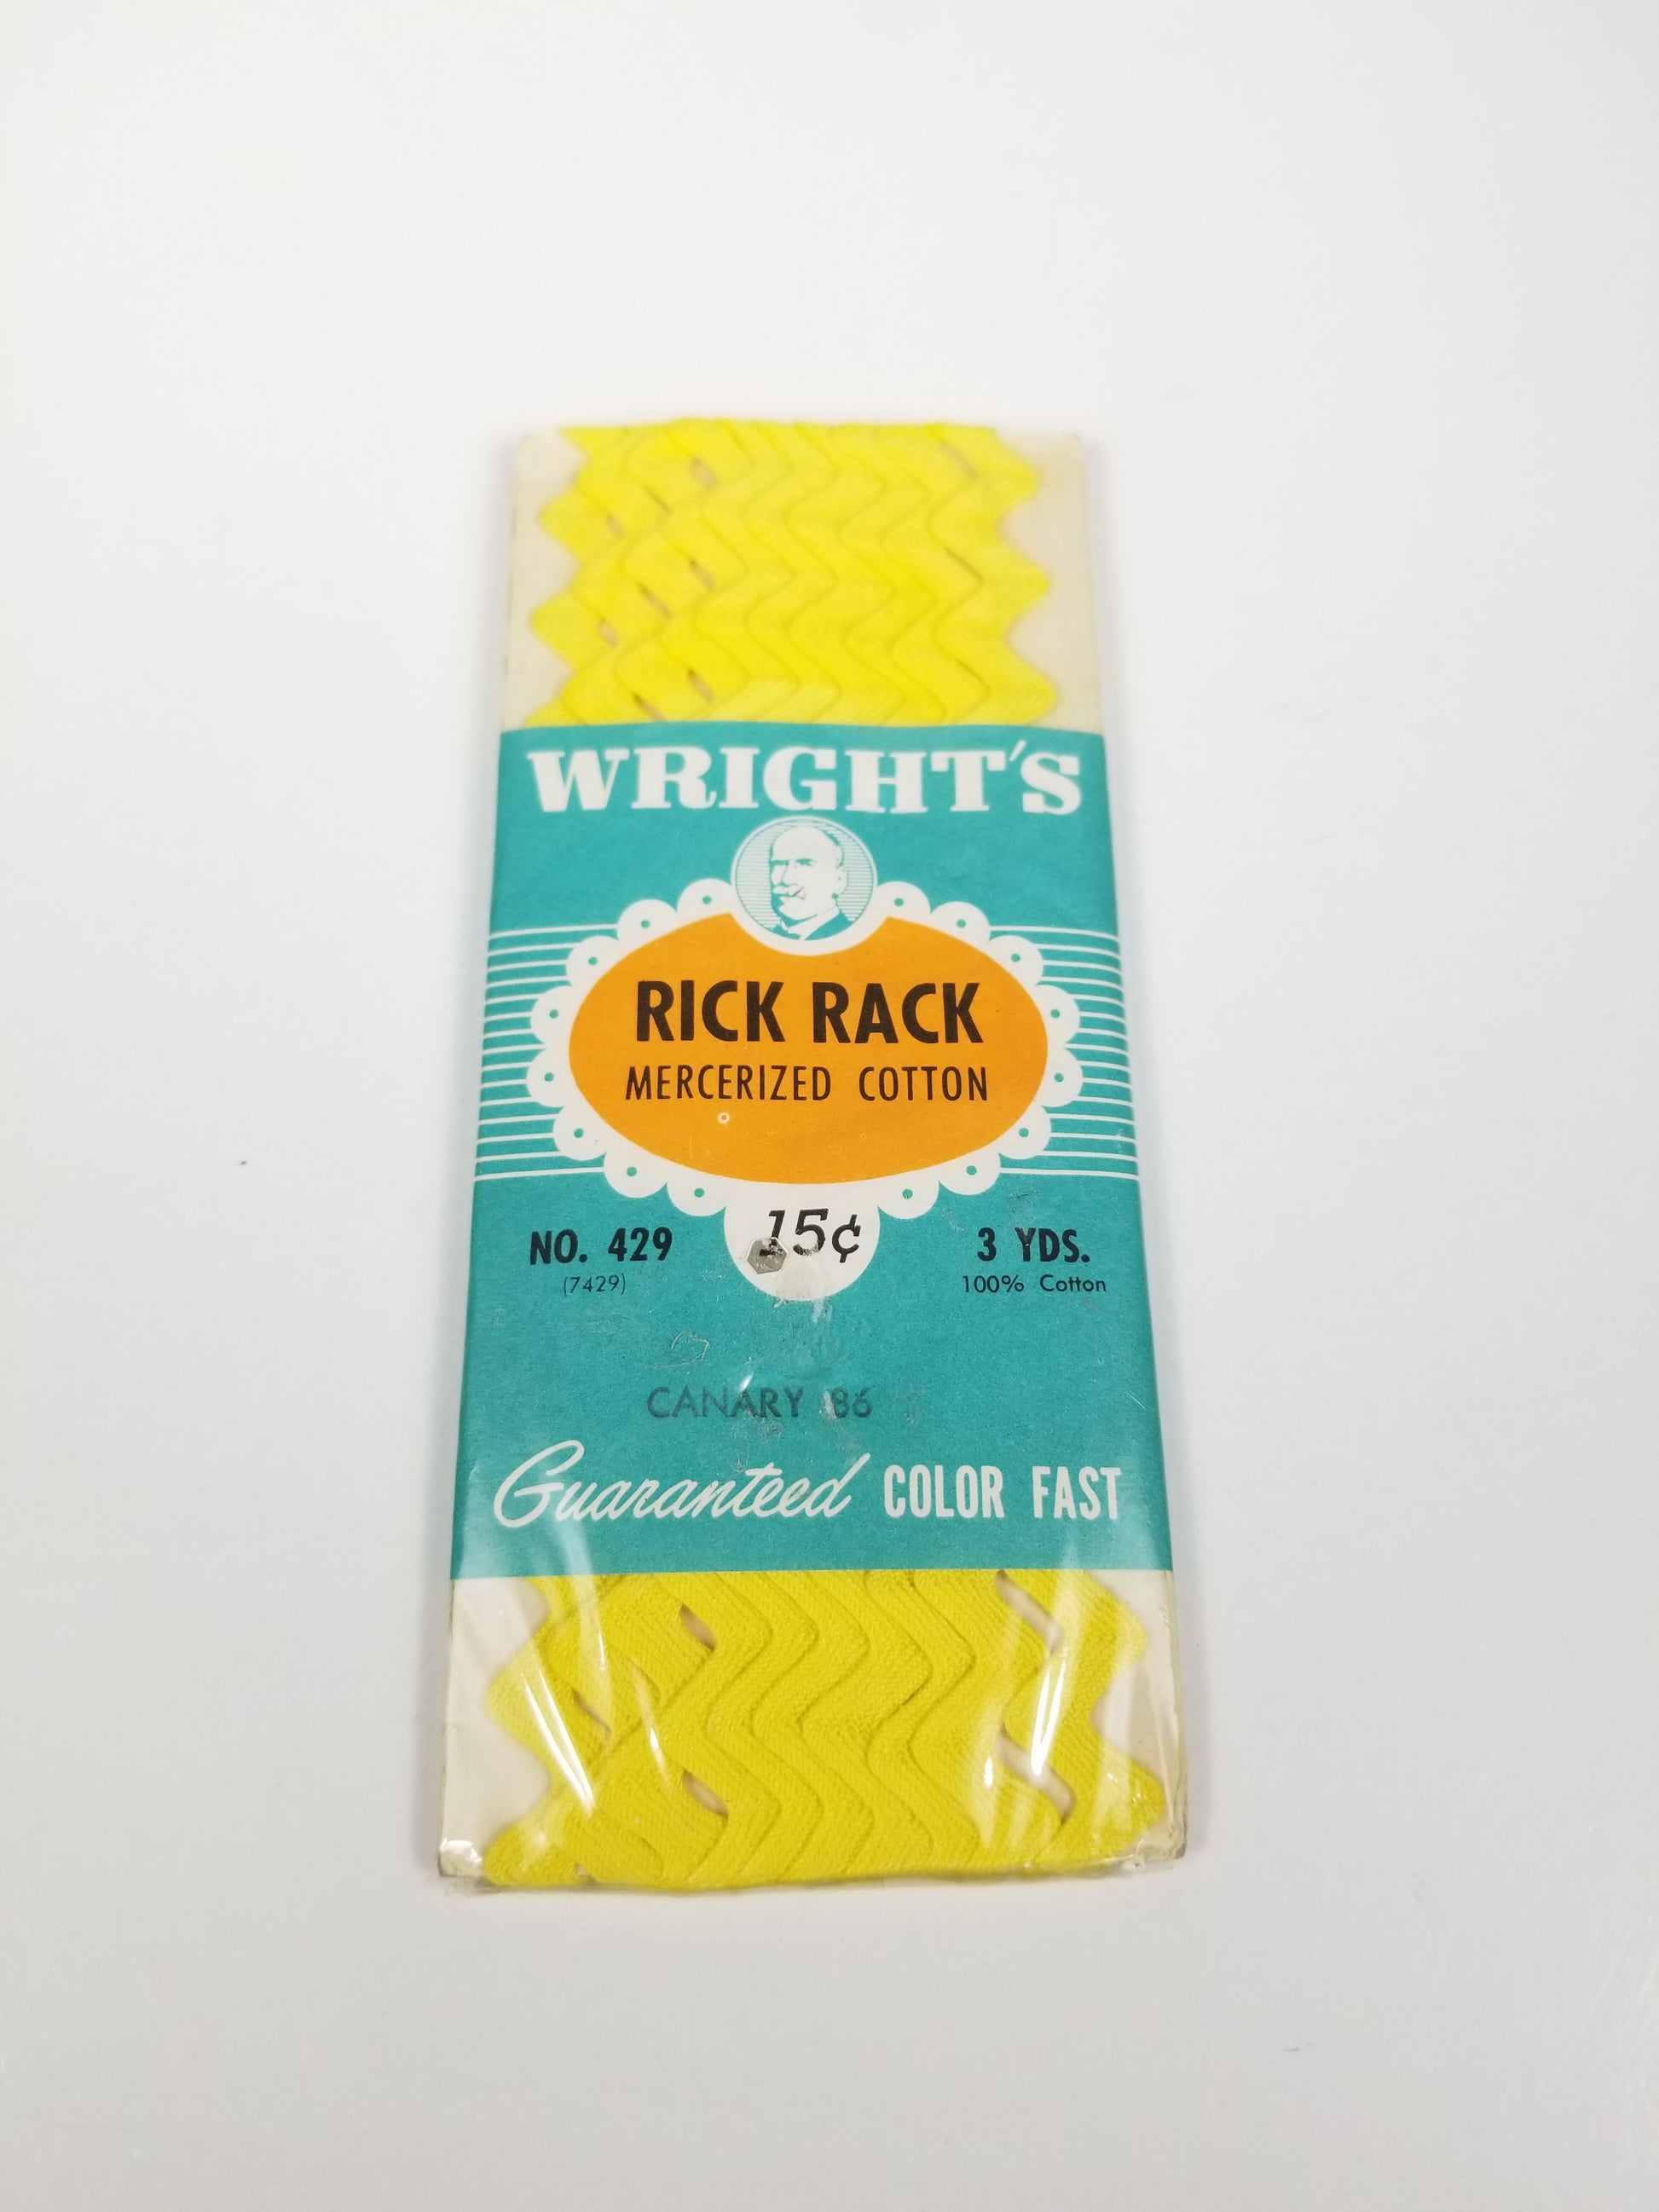 WRIGHT'S
RICK RACK
MERCERIZED COTTON
15¢
NO. 429
(7429)
3 YDS.
100% Cotton
CANARY 86
Guaranteed COLOR FAST